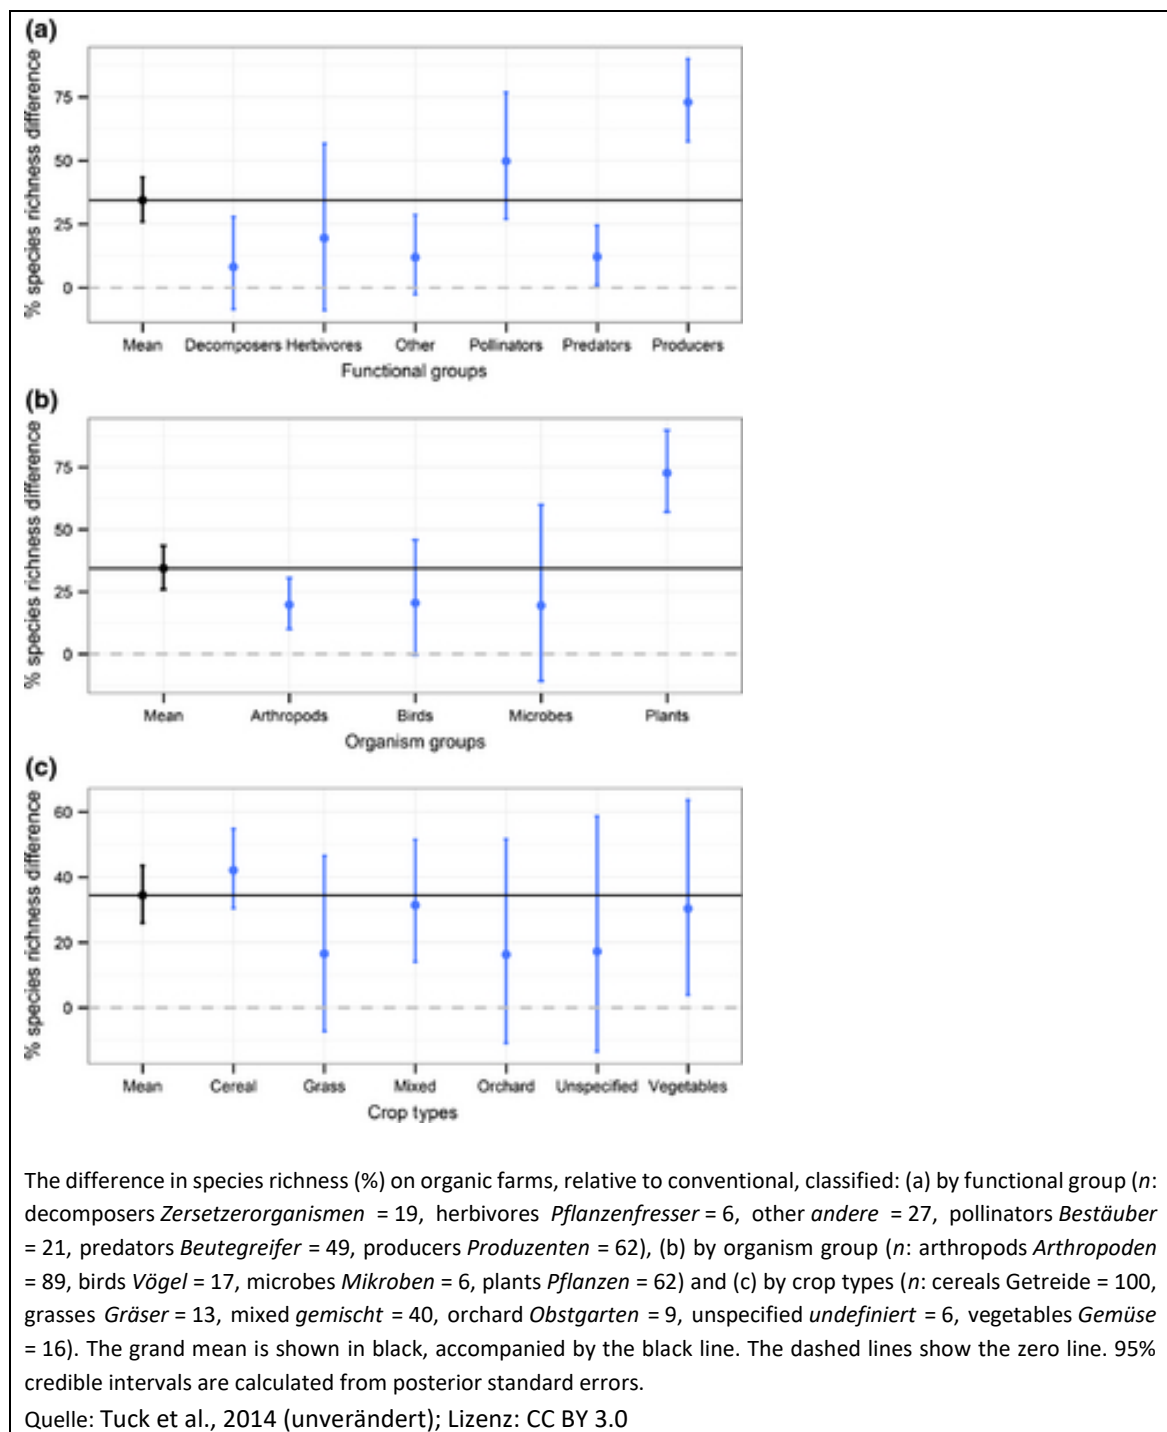 (a)
% species richness difference
75
50
25
0
Mean Decomposers Herbivores Other Pollinators Predators Producers
Functional groups
(b)
% species richness difference
75
50
25
0
Mean Arthropods Birds Microbes Plants
Organism groups
(c)
% species richness difference
60
40
20
0
Mean Cereal Grass Mixed Orchard Unspecified Vegetables
Crop types
The difference in species richness (%) on organic farms, relative to conventional, classified: (a) by functional group (n:
decomposers Zersetzerorganismen = 19, herbivores Pflanzenfresser = 6, other andere = 27, pollinators Bestäuber
= 21, predators Beutegreifer = 49, producers Produzenten = 62), (b) by organism group (n: arthropods Arthropoden
= 89, birds Vögel = 17, microbes Mikroben = 6, plants Pflanzen = 62) and (c) by crop types (n: cereals Getreide = 100,
grasses Gräser = 13, mixed gemischt = 40, orchard Obstgarten = 9, unspecified undefiniert = 6, vegetables Gemüse
= 16). The grand mean is shown in black, accompanied by the black line. The dashed lines show the zero line. 95%
credible intervals are calculated from posterior standard errors.
Quelle: Tuck et al., 2014 (unverändert); Lizenz: CC BY 3.0